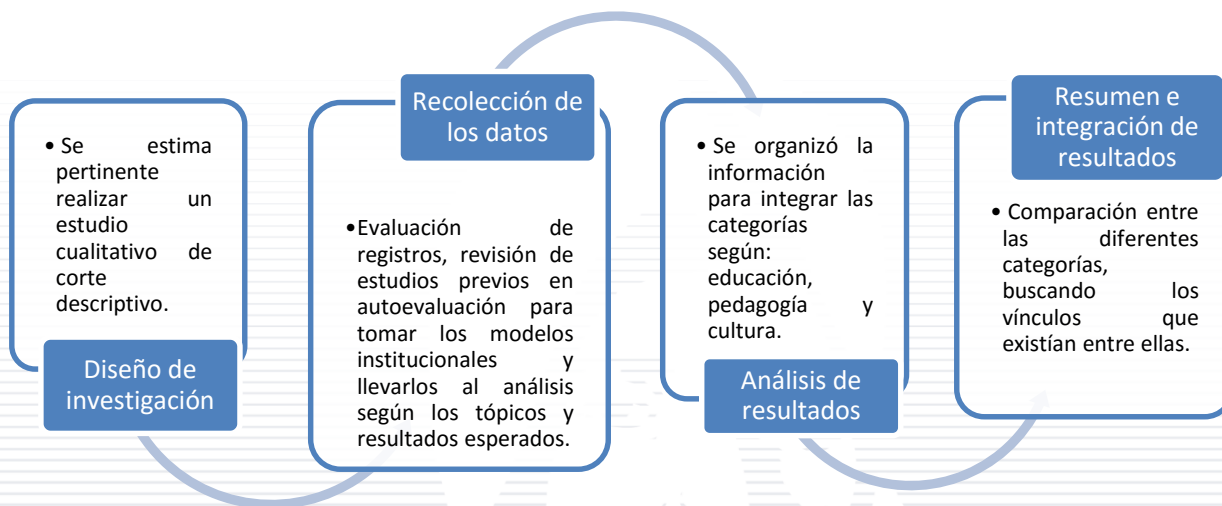 • Se estima
pertinente
realizar un
estudio
cualitativo de
corte
descriptivo.
Diseño de
investigación
Recolección de
los datos
•Evaluación de
registros, revisión de
estudios previos en
autoevaluación para
tomar los modelos
institucionales y
llevarlos al análisis
según los tópicos y
resultados esperados.
• Se organizó la
información
para integrar las
categorías
según:
educación,
pedagogía y
cultura.
Análisis de
resultados
Resumen e
integración de
resultados
• Comparación entre
las diferentes
categorías,
buscando los
vínculos que
existían entre ellas.